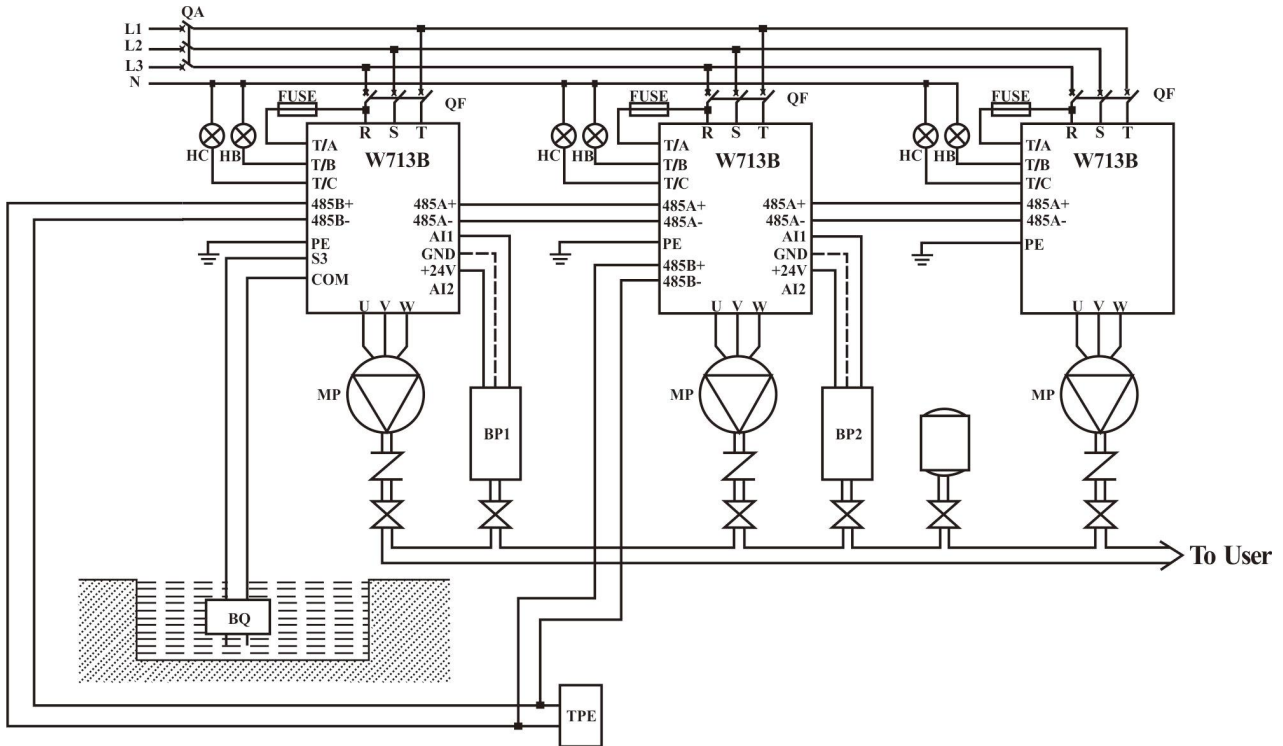 QA
L1
L2
L3
N
FUSE QF FUSE QF FUSE QF
R S T R S T R S T
HC HB T/A W713B HC HB T/A W713B HC HB T/A W713B
T/B T/B T/B
T/C T/C T/C
485B+ 485A+ 485A+ 485A+ 485A+
485B- 485A- 485A- 485A- 485A-
PE AI1 PE AI1 PE
S3 GND GND
COM +24V 485B+ +24V
AI2 485B- AI2
U V W U V W U V W
MP BP1 MP BP2 MP
To User
BQ
TPE